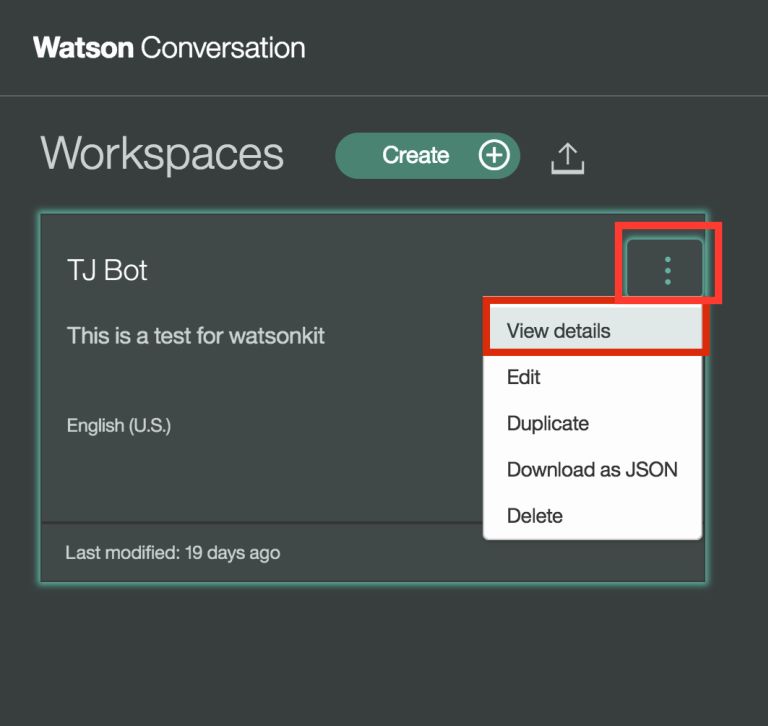 Watson Conversation
Workspaces
Create
TJ Bot
This is a test for watsonkit
English (U.S.)
Last modified: 19 days ago
View details
Edit
Duplicate
Download as JSON
Delete